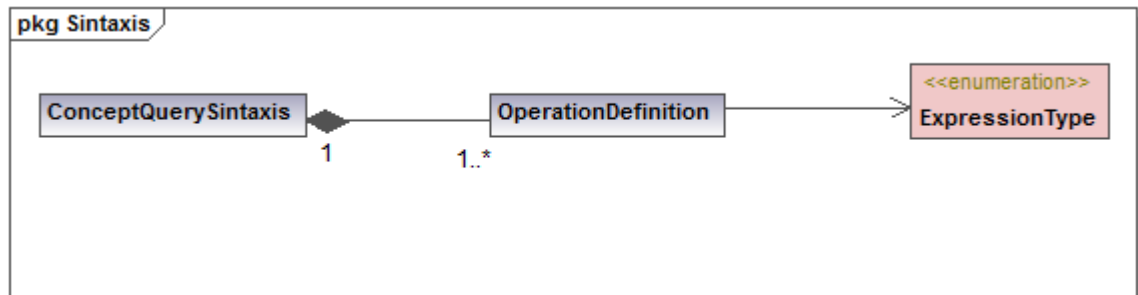 pkg Sintaxis
<<enumeration>>
ConceptQuerySintaxis
OperationDefinition
ExpressionType
1
1..*